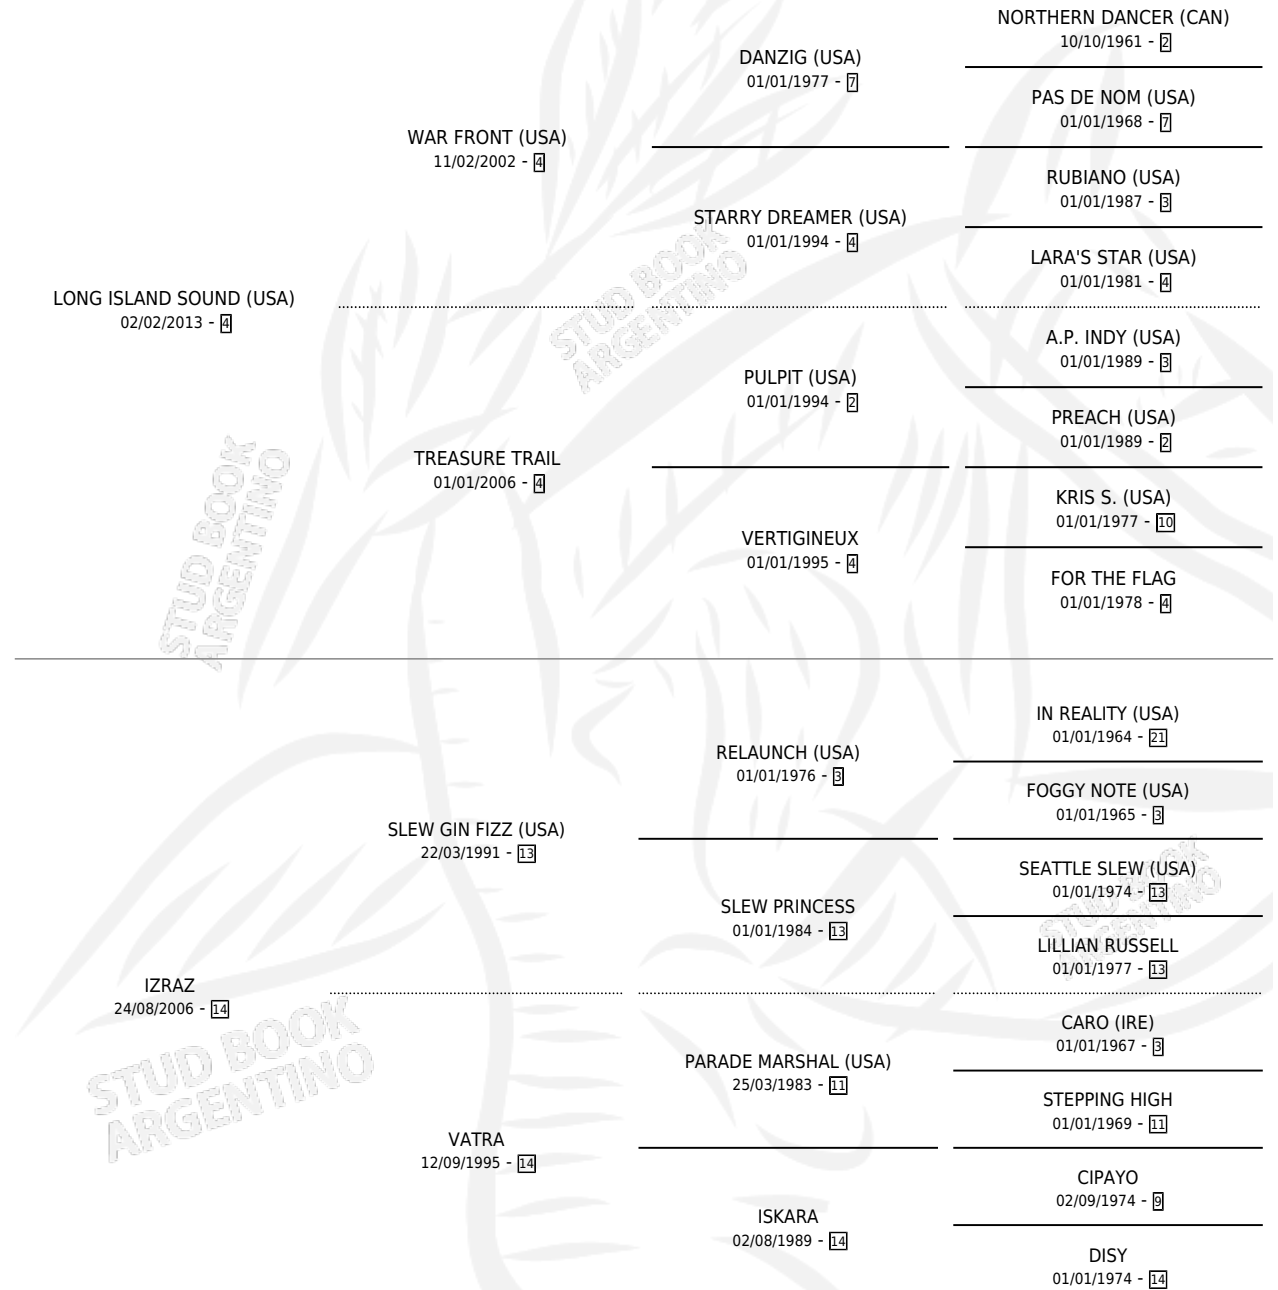 NORTHERN DANCER (CAN)
10/10/1961 - 2
DANZIG (USA)
01/01/1977 - 7
PAS DE NOM (USA)
01/01/1968 - 7
WAR FRONT (USA)
11/02/2002 - 4
RUBIANO (USA)
01/01/1987 - 3
STARRY DREAMER (USA)
01/01/1994 - 4
LARA'S STAR (USA)
01/01/1981 - 4
LONG ISLAND SOUND (USA)
02/02/2013 - 4
STUD BOOK
ARGENTINO
A.P. INDY (USA)
01/01/1989 - 3
PULPIT (USA)
01/01/1994 - 2
PREACH (USA)
01/01/1989 - 2
TREASURE TRAIL
01/01/2006 - 4
KRIS S. (USA)
01/01/1977 - 10
VERTIGINEUX
01/01/1995 - 4
FOR THE FLAG
01/01/1978 - 4
STUD BOOK
ARGENTINO
IN REALITY (USA)
01/01/1964 - 21
RELAUNCH (USA)
01/01/1976 - 3
FOGGY NOTE (USA)
01/01/1965 - 3
SLEW GIN FIZZ (USA)
22/03/1991 - 13
SEATTLE SLEW (USA)
01/01/1974 - 13
SLEW PRINCESS
01/01/1984 - 13
LILLIAN RUSSELL
01/01/1977 - 13
STUD BOOK
ARGENTINO
IZRAZ
24/08/2006 - 14
STUD BOOK
ARGENTINO
CARO (IRE)
01/01/1967 - 3
PARADE MARSHAL (USA)
25/03/1983 - 11
STEPPING HIGH
01/01/1969 - 11
VATRA
12/09/1995 - 14
CIPAYO
02/09/1974 - 9
ISKARA
02/08/1989 - 14
DISY
01/01/1974 - 14